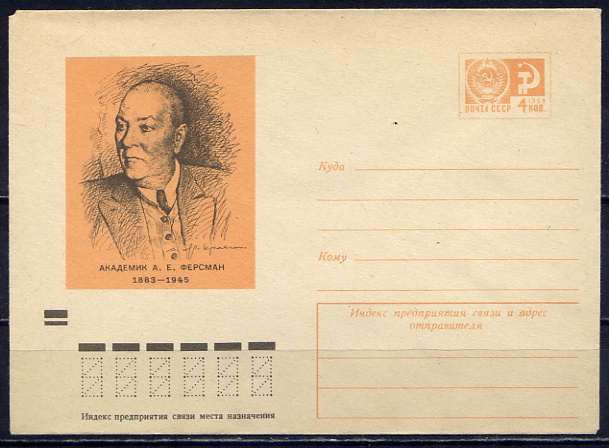 ПОЧТА СССР
1966
4 КОП.
АКАДЕМИК А. Е. ФЕРСМАН
1883—1945
Куда
Кому
Индекс предприятия связи и адрес
отправителя
Индекс предприятия связи места назначения